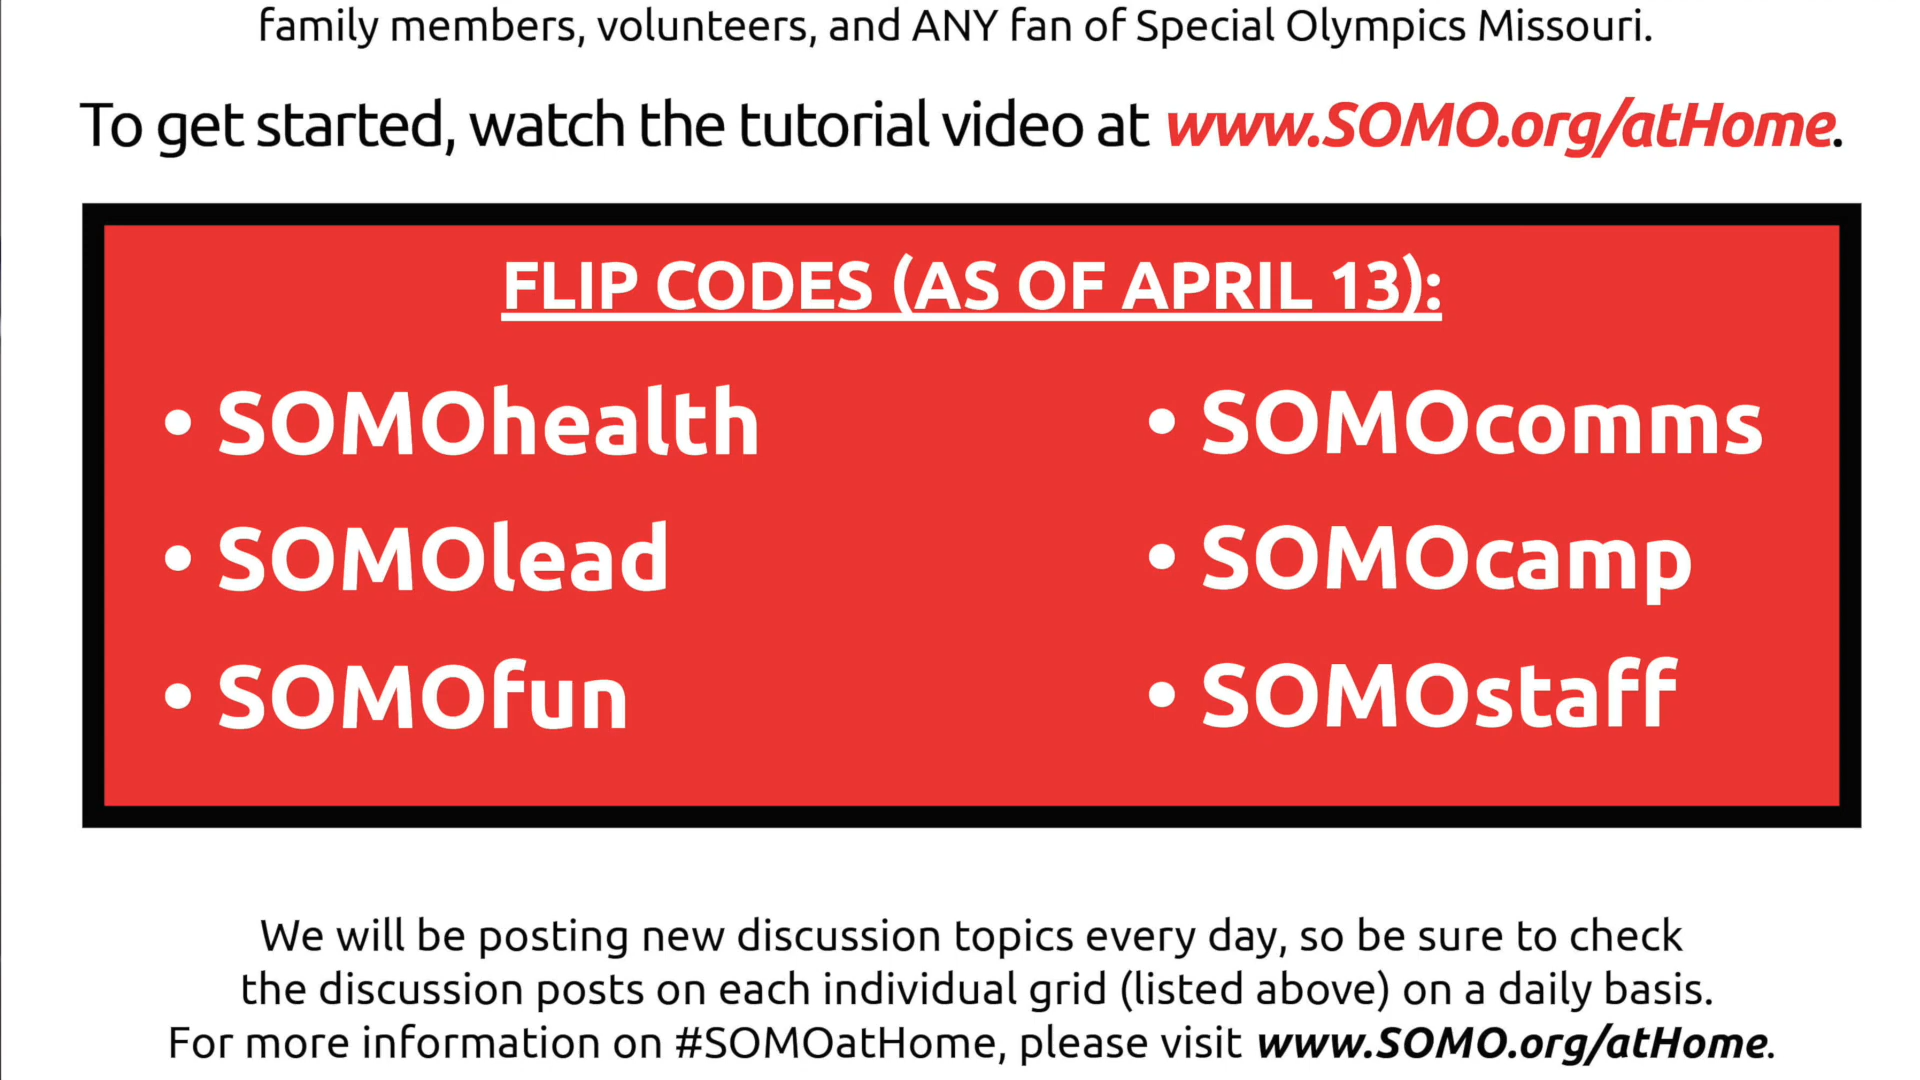 family members, volunteers, and ANY fan of Special Olympics Missouri.
To get started, watch the tutorial video at www.SOMO.org/atHome.
FLIP CODES (AS OF APRIL 13):
• SOMOhealth
• SOMOlead
• SOMOfun
• SOMOcomms
• SOMOcamp
• SOMOstaff
We will be posting new discussion topics every day, so be sure to check
the discussion posts on each individual grid (listed above) on a daily basis.
For more information on #SOMOatHome, please visit www.SOMO.org/atHome.